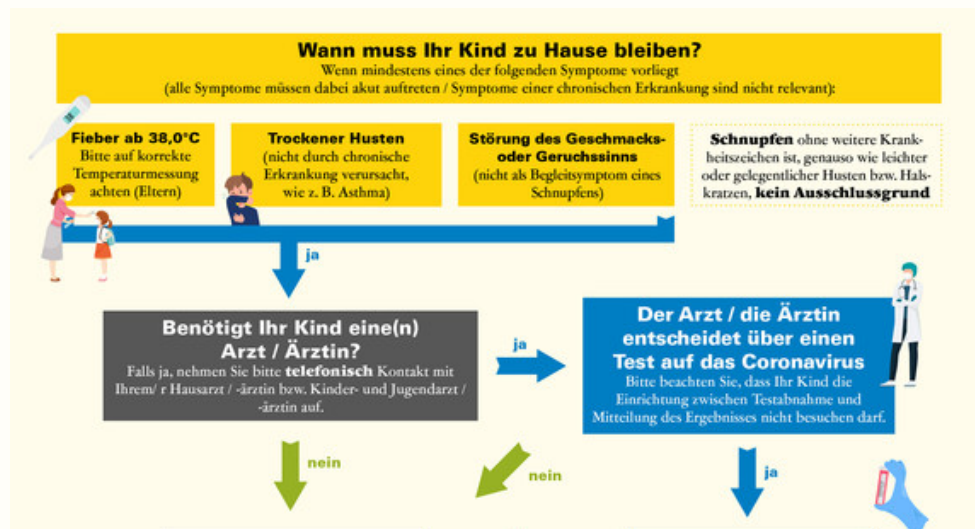 Wann muss Ihr Kind zu Hause bleiben?
Wenn mindestens eines der folgenden Symptome vorliegt
(alle Symptome müssen dabei akut auftreten / Symptome einer chronischen Erkrankung sind nicht relevant):
Fieber ab 38,0°C
Bitte auf korrekte
Temperaturmessung
achten (Eltern)
Trockener Husten
(nicht durch chronische
Erkrankung verursacht,
wie z. B. Asthma)
Störung des Geschmacks-
oder Geruchssinns
(nicht als Begleitsymptom eines
Schnupfens)
Schnupfen ohne weitere Krank-
heitszeichen ist, genauso wie leichter
oder gelegentlicher Husten bzw. Hals-
kratzen, kein Ausschlussgrund
ja
Benötigt Ihr Kind eine(n)
Arzt / Ärztin?
Falls ja, nehmen Sie bitte telefonisch Kontakt mit
Ihrem/ r Hausarzt / -ärztin bzw. Kinder- und Jugendarzt /
-ärztin auf.
ja
Der Arzt / die Ärztin
entscheidet über einen
Test auf das Coronavirus
Bitte beachten Sie, dass Ihr Kind die
Einrichtung zwischen Testabnahme und
Mitteilung des Ergebnisses nicht besuchen darf.
nein
nein
ja